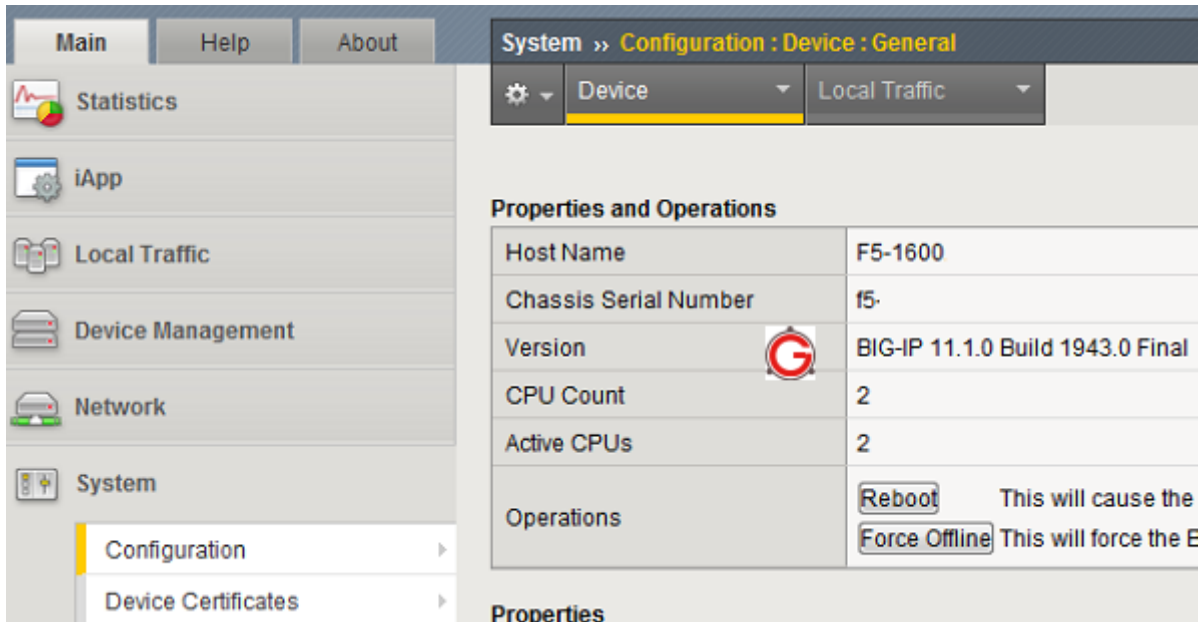 Main Help About
System » Configuration : Device : General
Device Local Traffic
Statistics
iApp
Local Traffic
Device Management
Network
System
Configuration
Device Certificates
Properties and Operations
Host Name F5-1600
Chassis Serial Number f5-
Version G BIG-IP 11.1.0 Build 1943.0 Final
CPU Count 2
Active CPUs 2
Operations
Reboot This will cause the
Force Offline This will force the
Properties